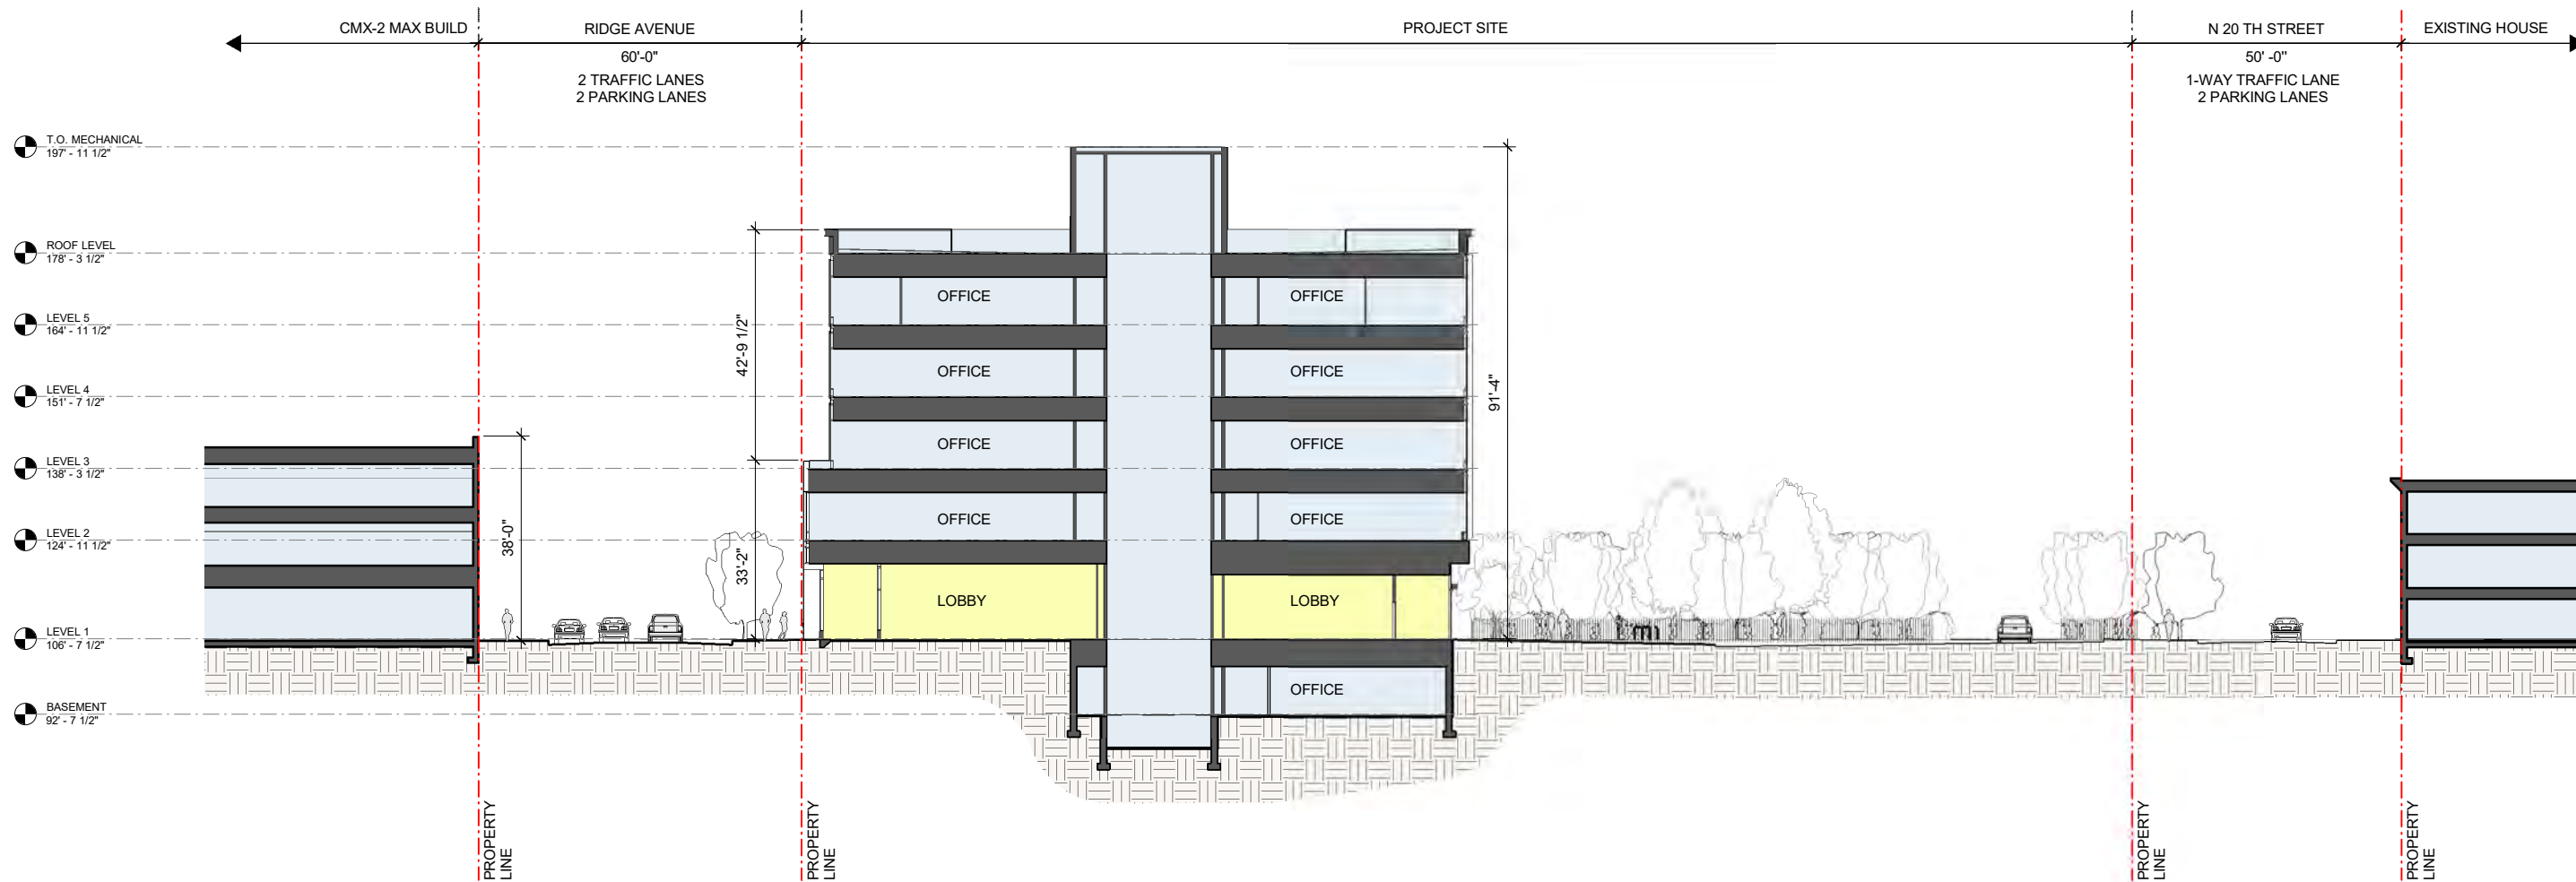 CMX-2 MAX BUILD
RIDGE AVENUE
PROJECT SITE
N 20 TH STREET
EXISTING HOUSE
60'-0"
2 TRAFFIC LANES
2 PARKING LANES
50' -0"
1-WAY TRAFFIC LANE
2 PARKING LANES
T.O. MECHANICAL
197' - 11 1/2"
ROOF LEVEL
178' - 3 1/2"
LEVEL 5
164' - 11 1/2"
LEVEL 4
151' - 7 1/2"
LEVEL 3
138' - 3 1/2"
LEVEL 2
124' - 11 1/2"
LEVEL 1
106' - 7 1/2"
BASEMENT
92' - 7 1/2"
38'-0"
42'-9 1/2"
33'-2"
91'-4"
OFFICE
OFFICE
OFFICE
OFFICE
OFFICE
OFFICE
OFFICE
OFFICE
LOBBY
LOBBY
OFFICE
PROPERTY
LINE
PROPERTY
LINE
PROPERTY
LINE
PROPERTY
LINE